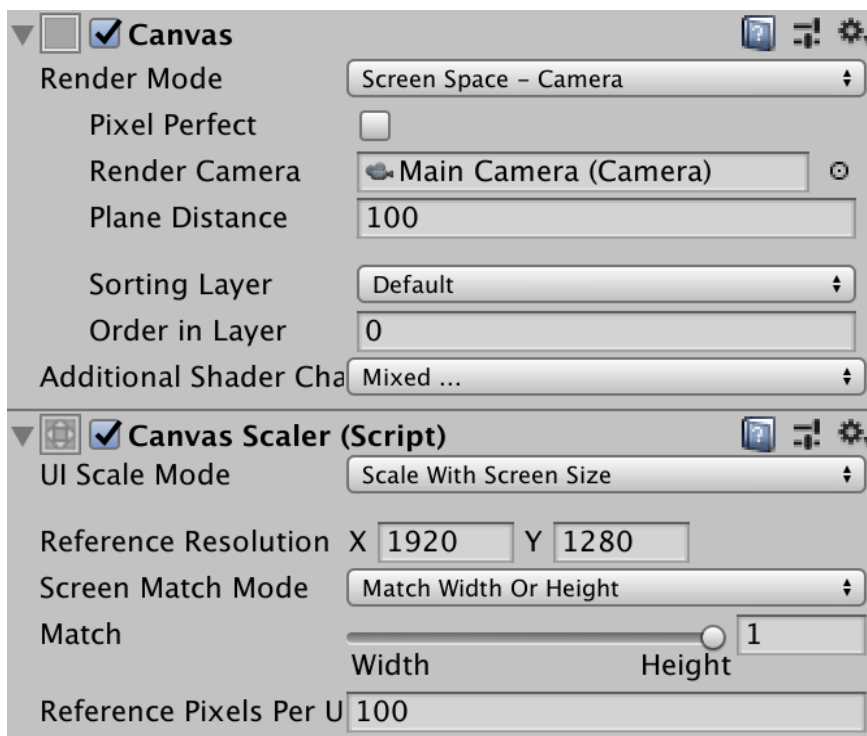 Canvas
Render Mode Screen Space – Camera
Pixel Perfect
Render Camera Main Camera (Camera)
Plane Distance 100
Sorting Layer Default
Order in Layer 0
Additional Shader Cha Mixed ...
Canvas Scaler (Script)
UI Scale Mode Scale With Screen Size
Reference Resolution X 1920 Y 1280
Screen Match Mode Match Width Or Height
Match 1
Width Height
Reference Pixels Per U 100